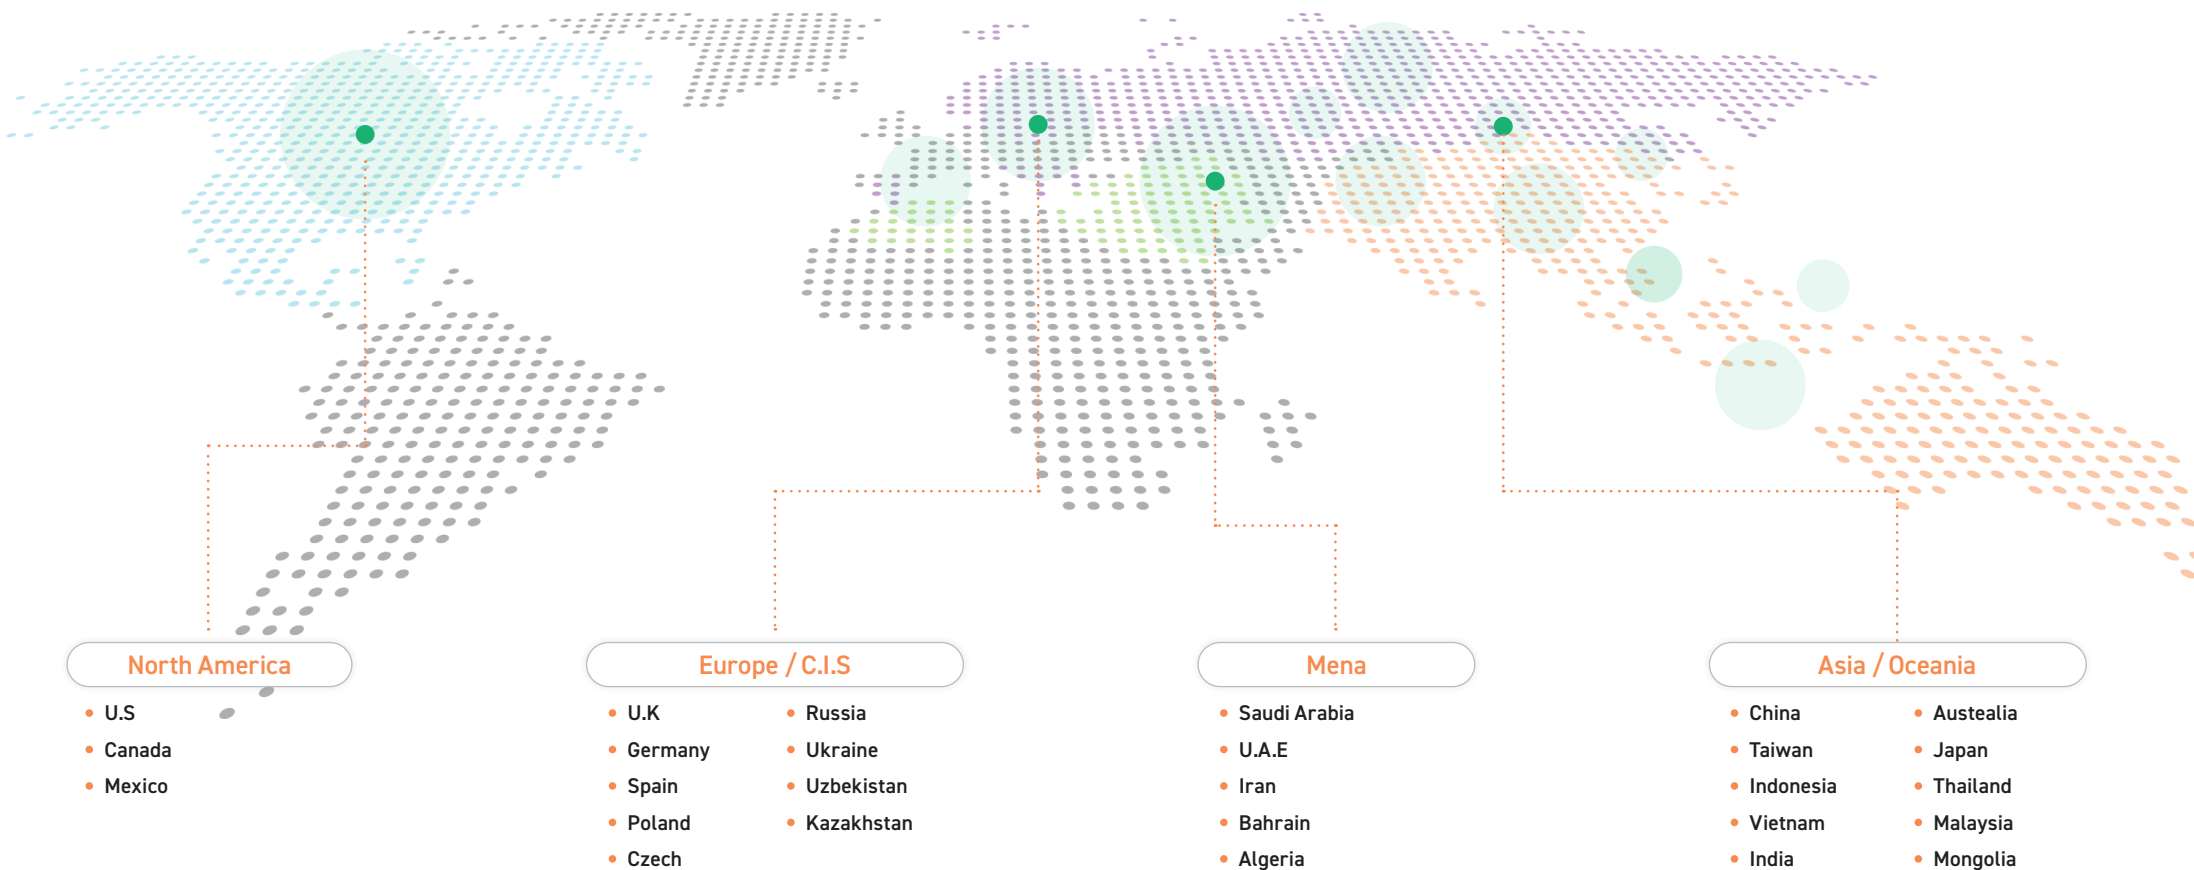 North America
U.S
Canada
Mexico
Europe / C.I.S
U.K
Germany
Spain
Poland
Czech
Russia
Ukraine
Uzbekistan
Kazakhstan
Mena
Saudi Arabia
U.A.E
Iran
Bahrain
Algeria
Asia / Oceania
China
Taiwan
Indonesia
Vietnam
India
Austealia
Japan
Thailand
Malaysia
Mongolia